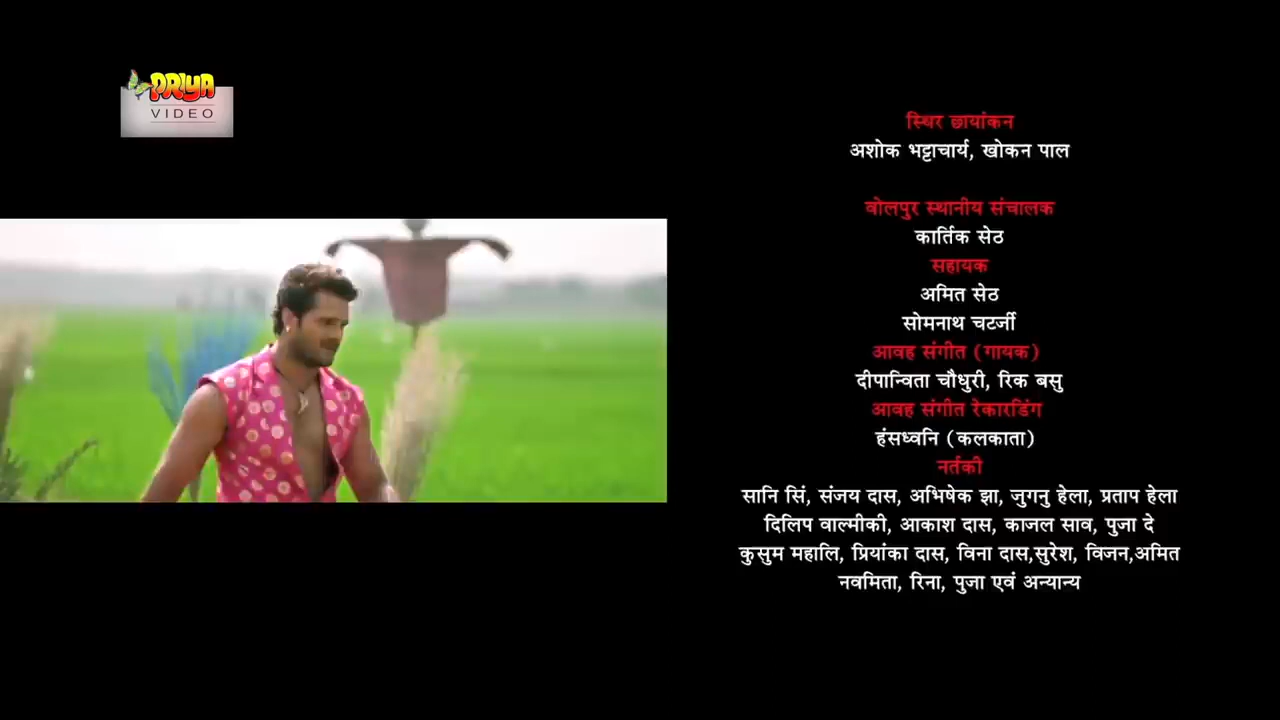 PRIYA
VIDEO
स्थिर छायांकन
अशोक भट्टाचार्य, खोकन पाल
वोलपुर स्थानीय संचालक
कार्तिक सेठ
सहायक
अमित सेठ
सोमनाथ चटर्जी
आवह संगीत (गायक)
दीपान्विता चौधुरी, रिक बसु
आवह संगीत रेकारडिंग
हंसध्वनि (कलकाता)
नर्तकी
सानि सिं, संजय दास, अभिषेक झा, जुगनु हेला, प्रताप हेला
दिलिप वाल्मीकी, आकाश दास, काजल साव, पुजा दे
कुसुम महालि, प्रियांका दास, विना दास,सुरेश, विजन,अमित
नवमिता, रिना, पुजा एवं अन्यान्य